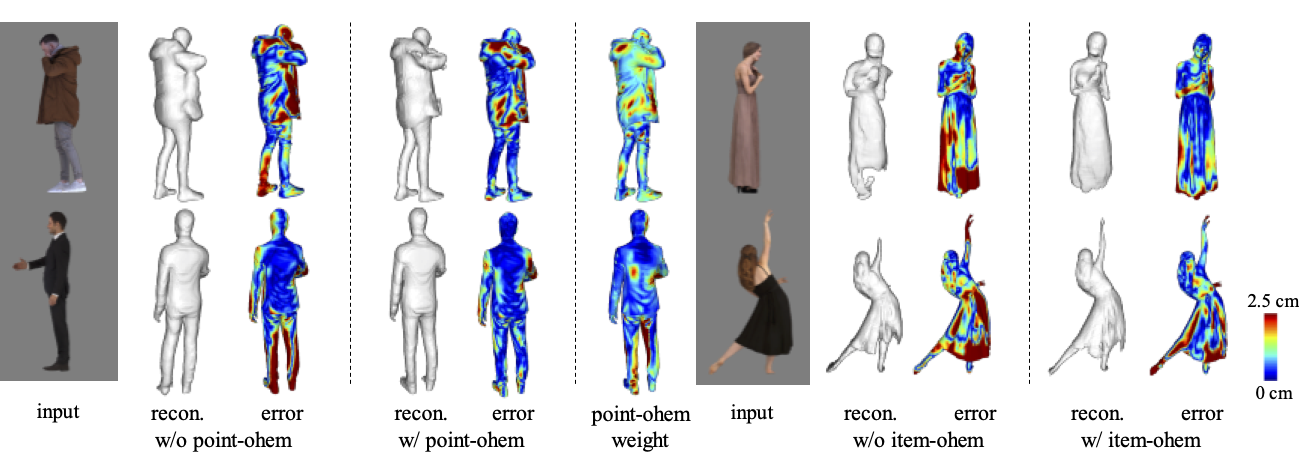 2.5 cm
0 cm
input
recon.
error
w/o point-ohem
recon.
error
w/ point-ohem
point-ohem
weight
input
recon.
error
w/o item-ohem
recon.
error
w/ item-ohem